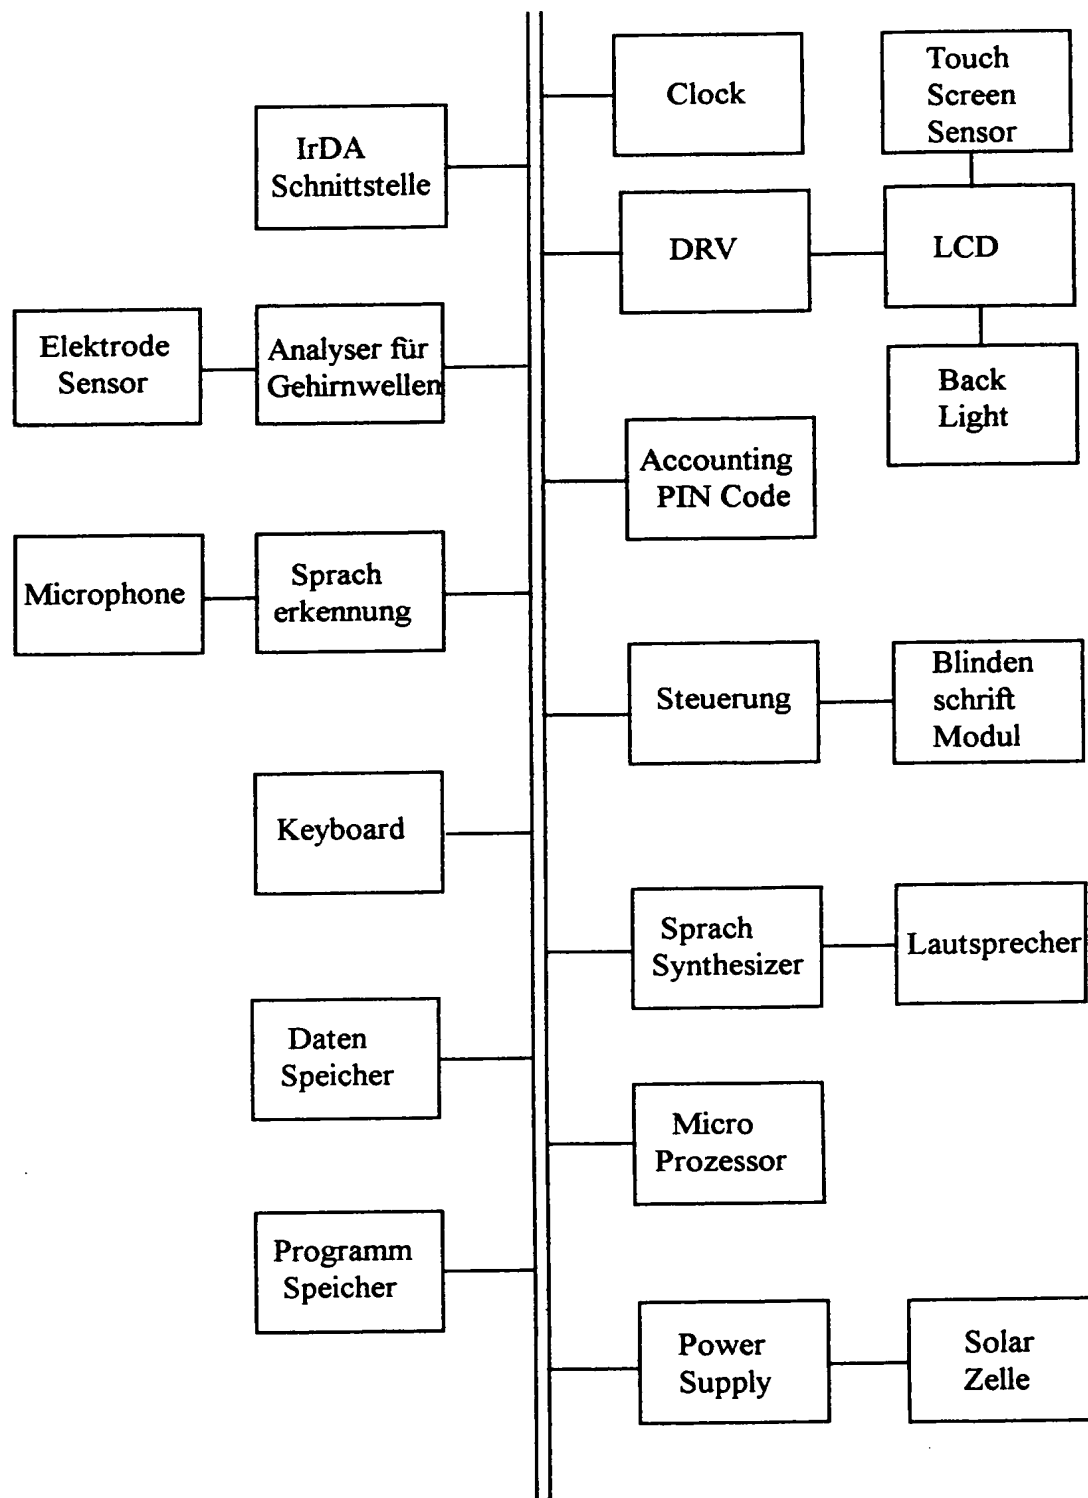 Clock
Touch
Screen
Sensor
IrDA
Schnittstelle
DRV
LCD
Elektrode
Sensor
Analyser für
Gehirnwellen
Back
Light
Accounting
PIN Code
Microphone
Sprach
erkennung
Steuerung
Blinden
schrift
Modul
Keyboard
Sprach
Synthesizer
Lautsprecher
Daten
Speicher
Micro
Prozessor
Programm
Speicher
Power
Supply
Solar
Zelle